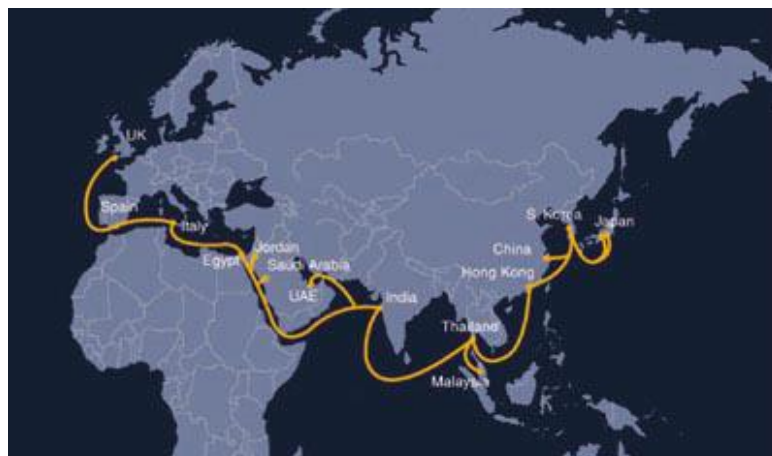 UK
Spain
Italy
Jordan
Egypt
Saudi Arabia
UAE
India
S. Korea
Japan
China
Hong Kong
Thailand
Malaysia